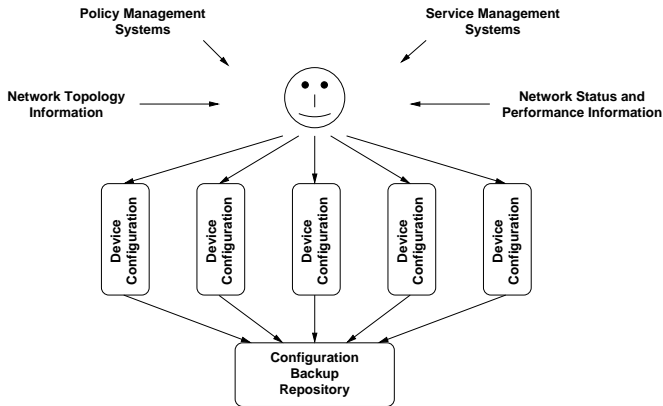 Policy Management
Systems
Service Management
Systems
Network Topology
Information
Network Status and
Performance Information
Device
Configuration
Device
Configuration
Device
Configuration
Device
Configuration
Device
Configuration
Configuration
Backup
Repository